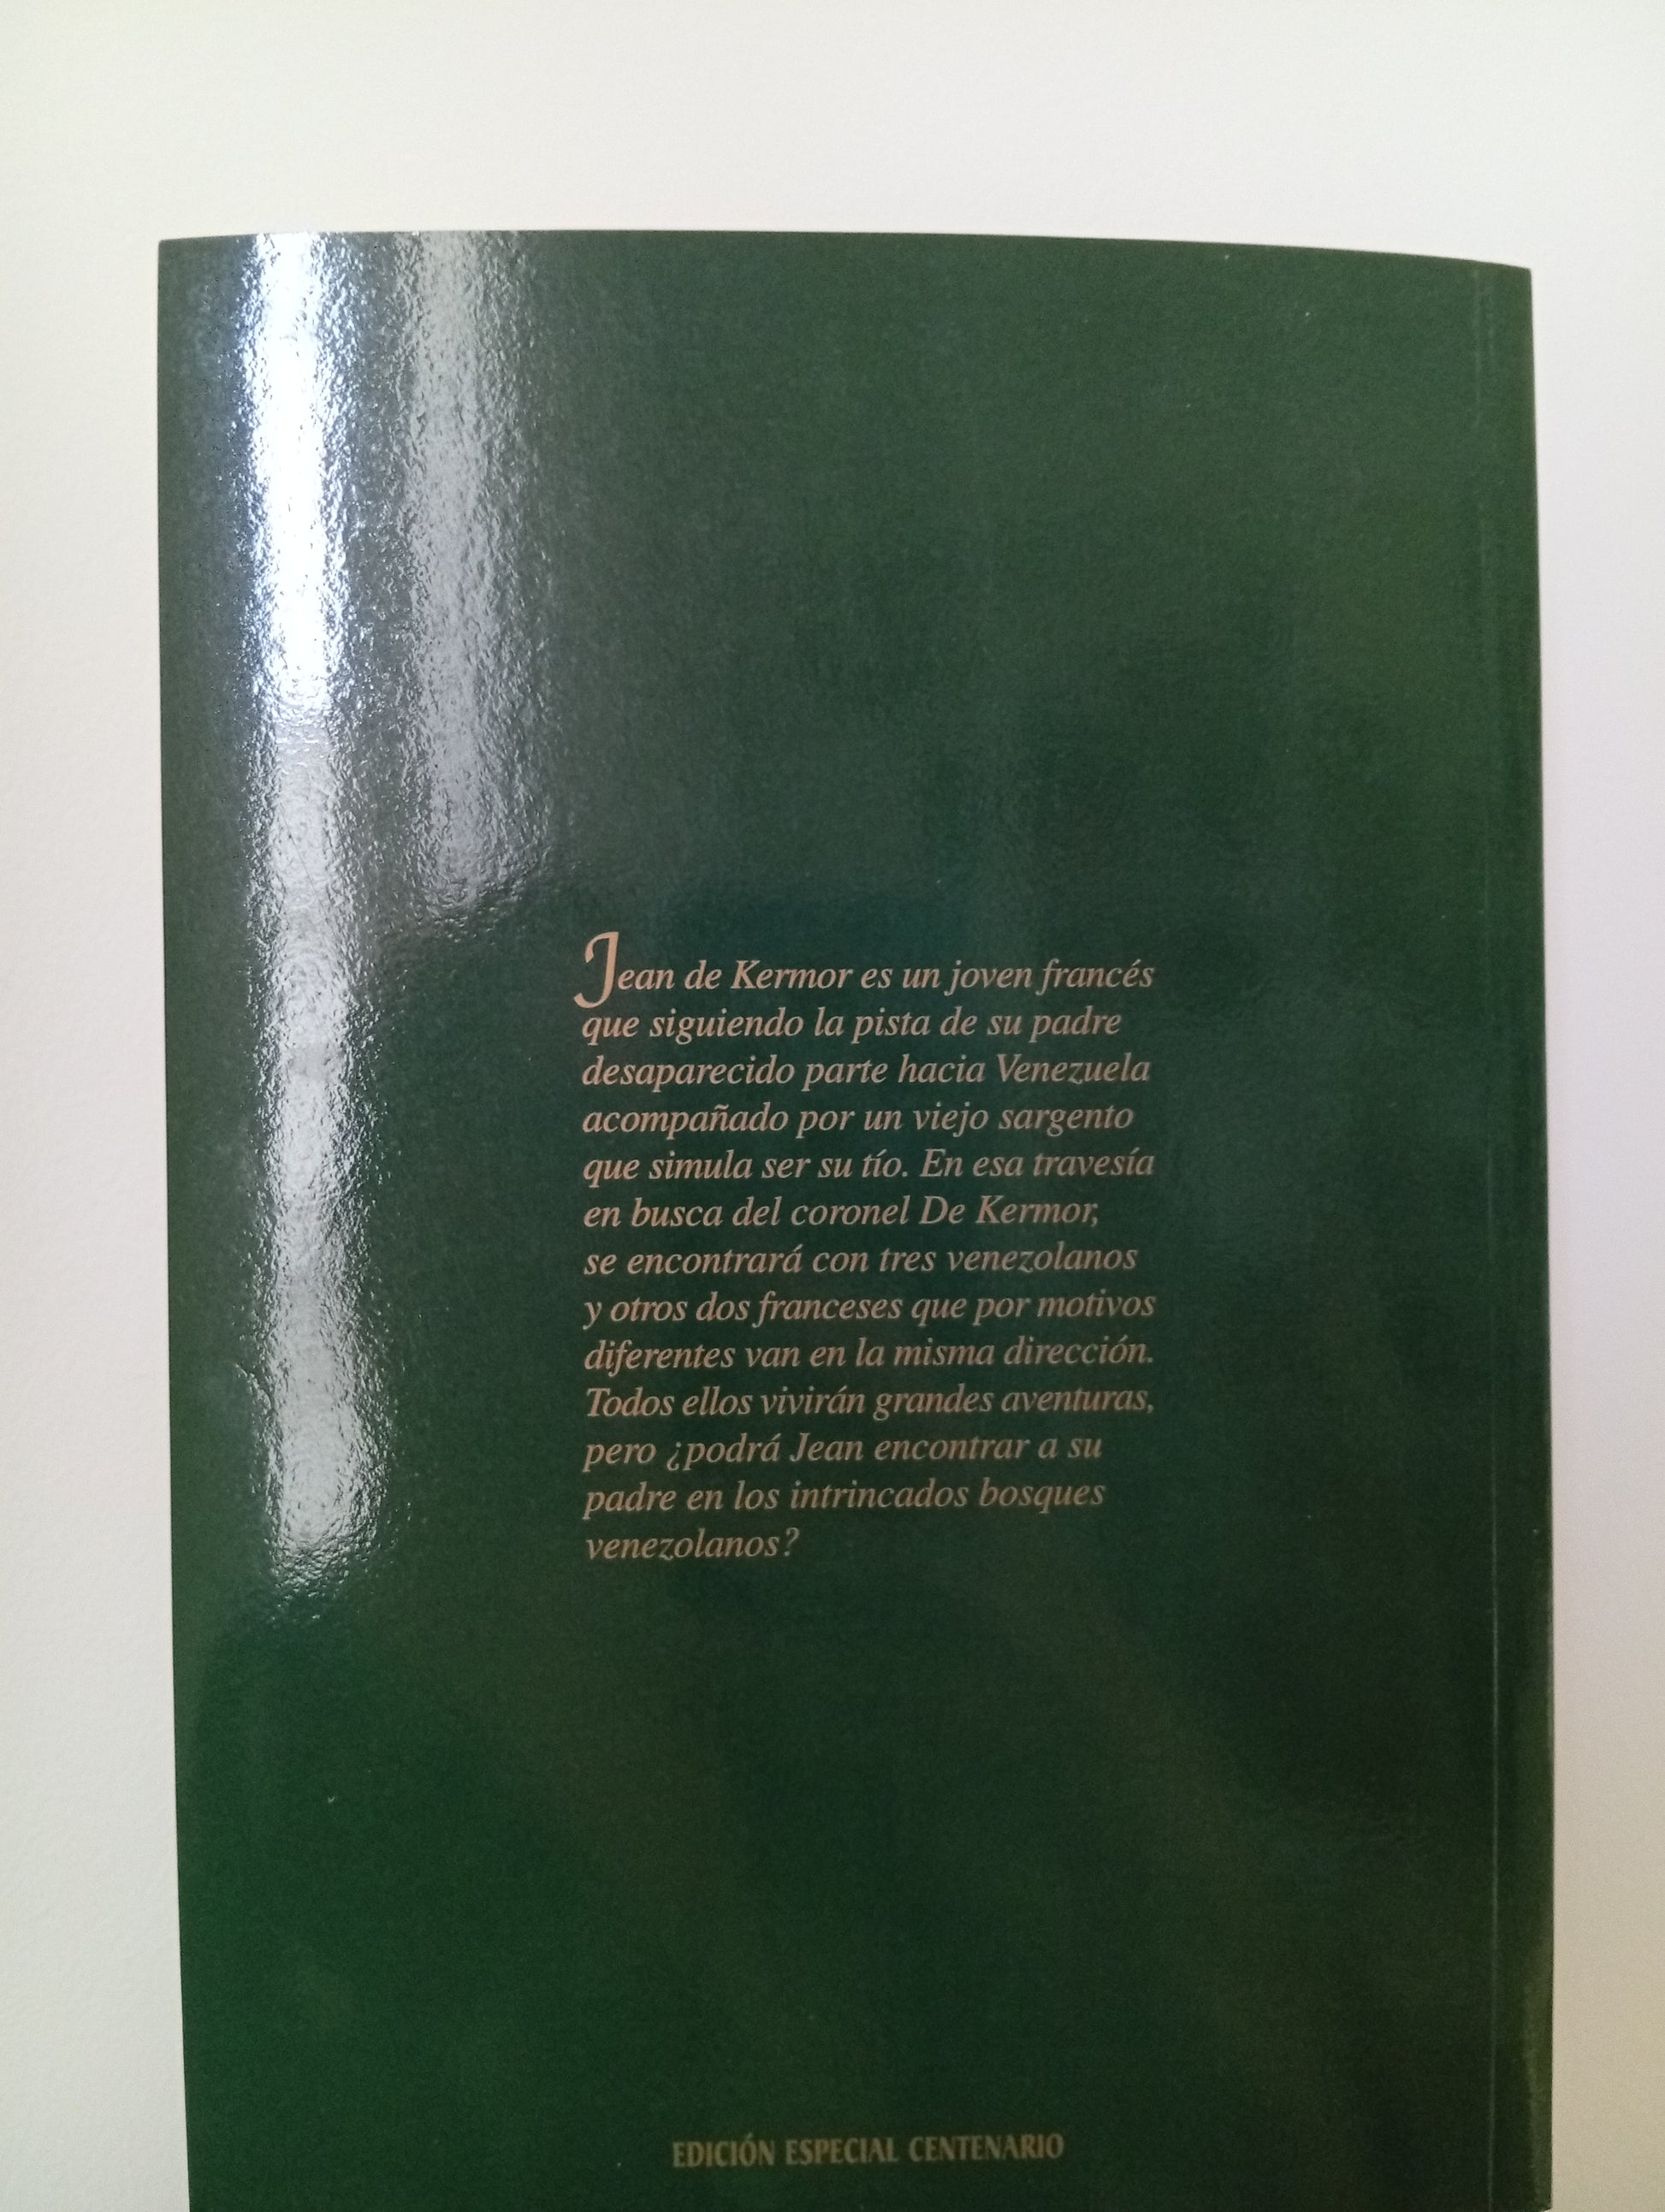 Jean de Kermor es un joven francés
que siguiendo la pista de su padre
desaparecido parte hacia Venezuela
acompañado por un viejo sargento
que simula ser su tío. En esa travesía
en busca del coronel De Kermor,
se encontrará con tres venezolanos
y otros dos franceses que por motivos
diferentes van en la misma dirección.
Todos ellos vivirán grandes aventuras,
pero ¿podrá Jean encontrar a su
padre en los intrincados bosques
venezolanos?
EDICIÓN ESPECIAL CENTENARIO